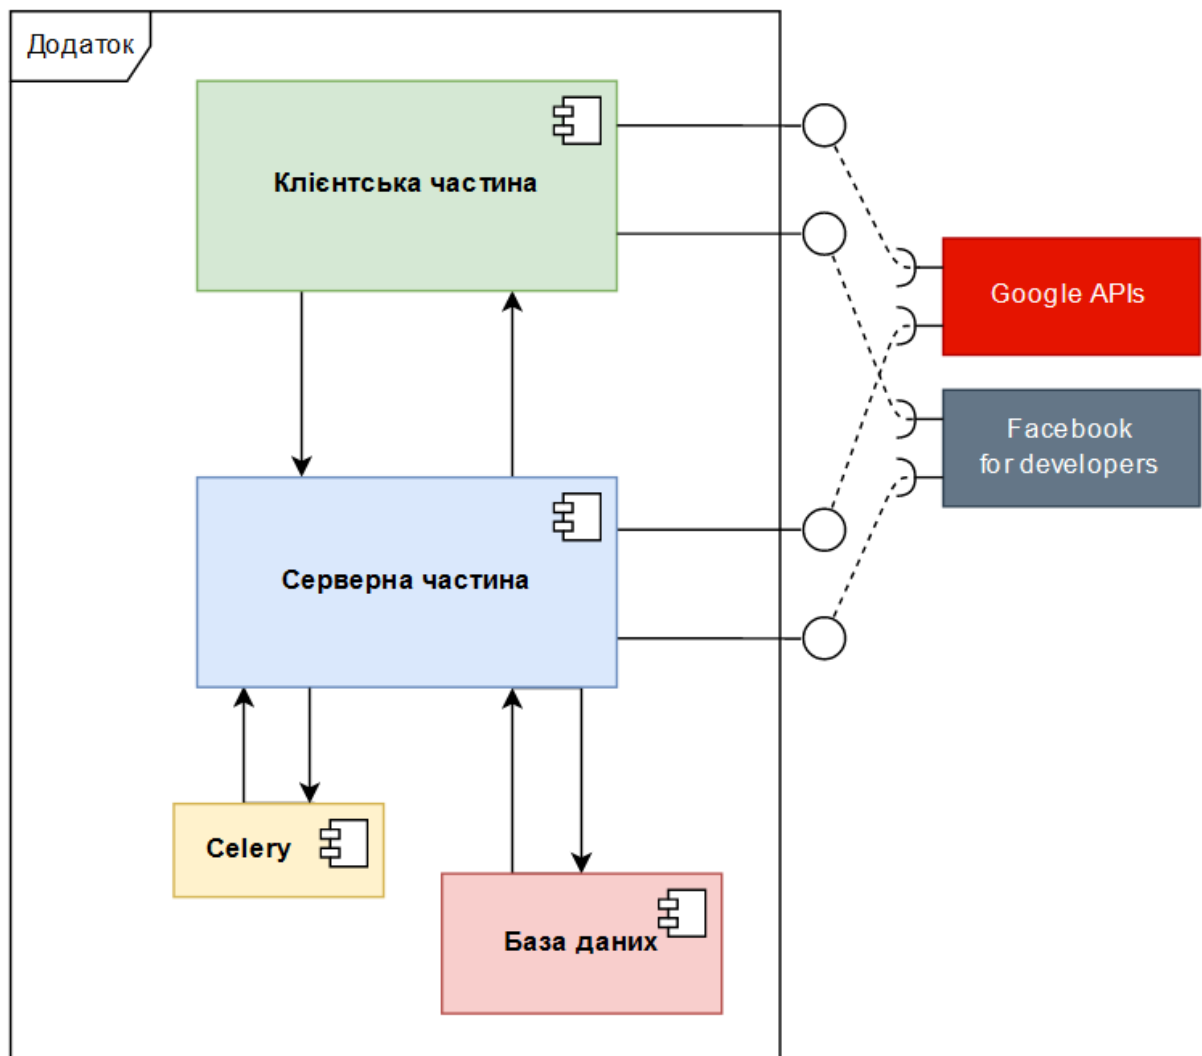 Додаток
Клієнтська частина
Google APIs
Facebook
for developers
Серверна частина
Celery
База даних